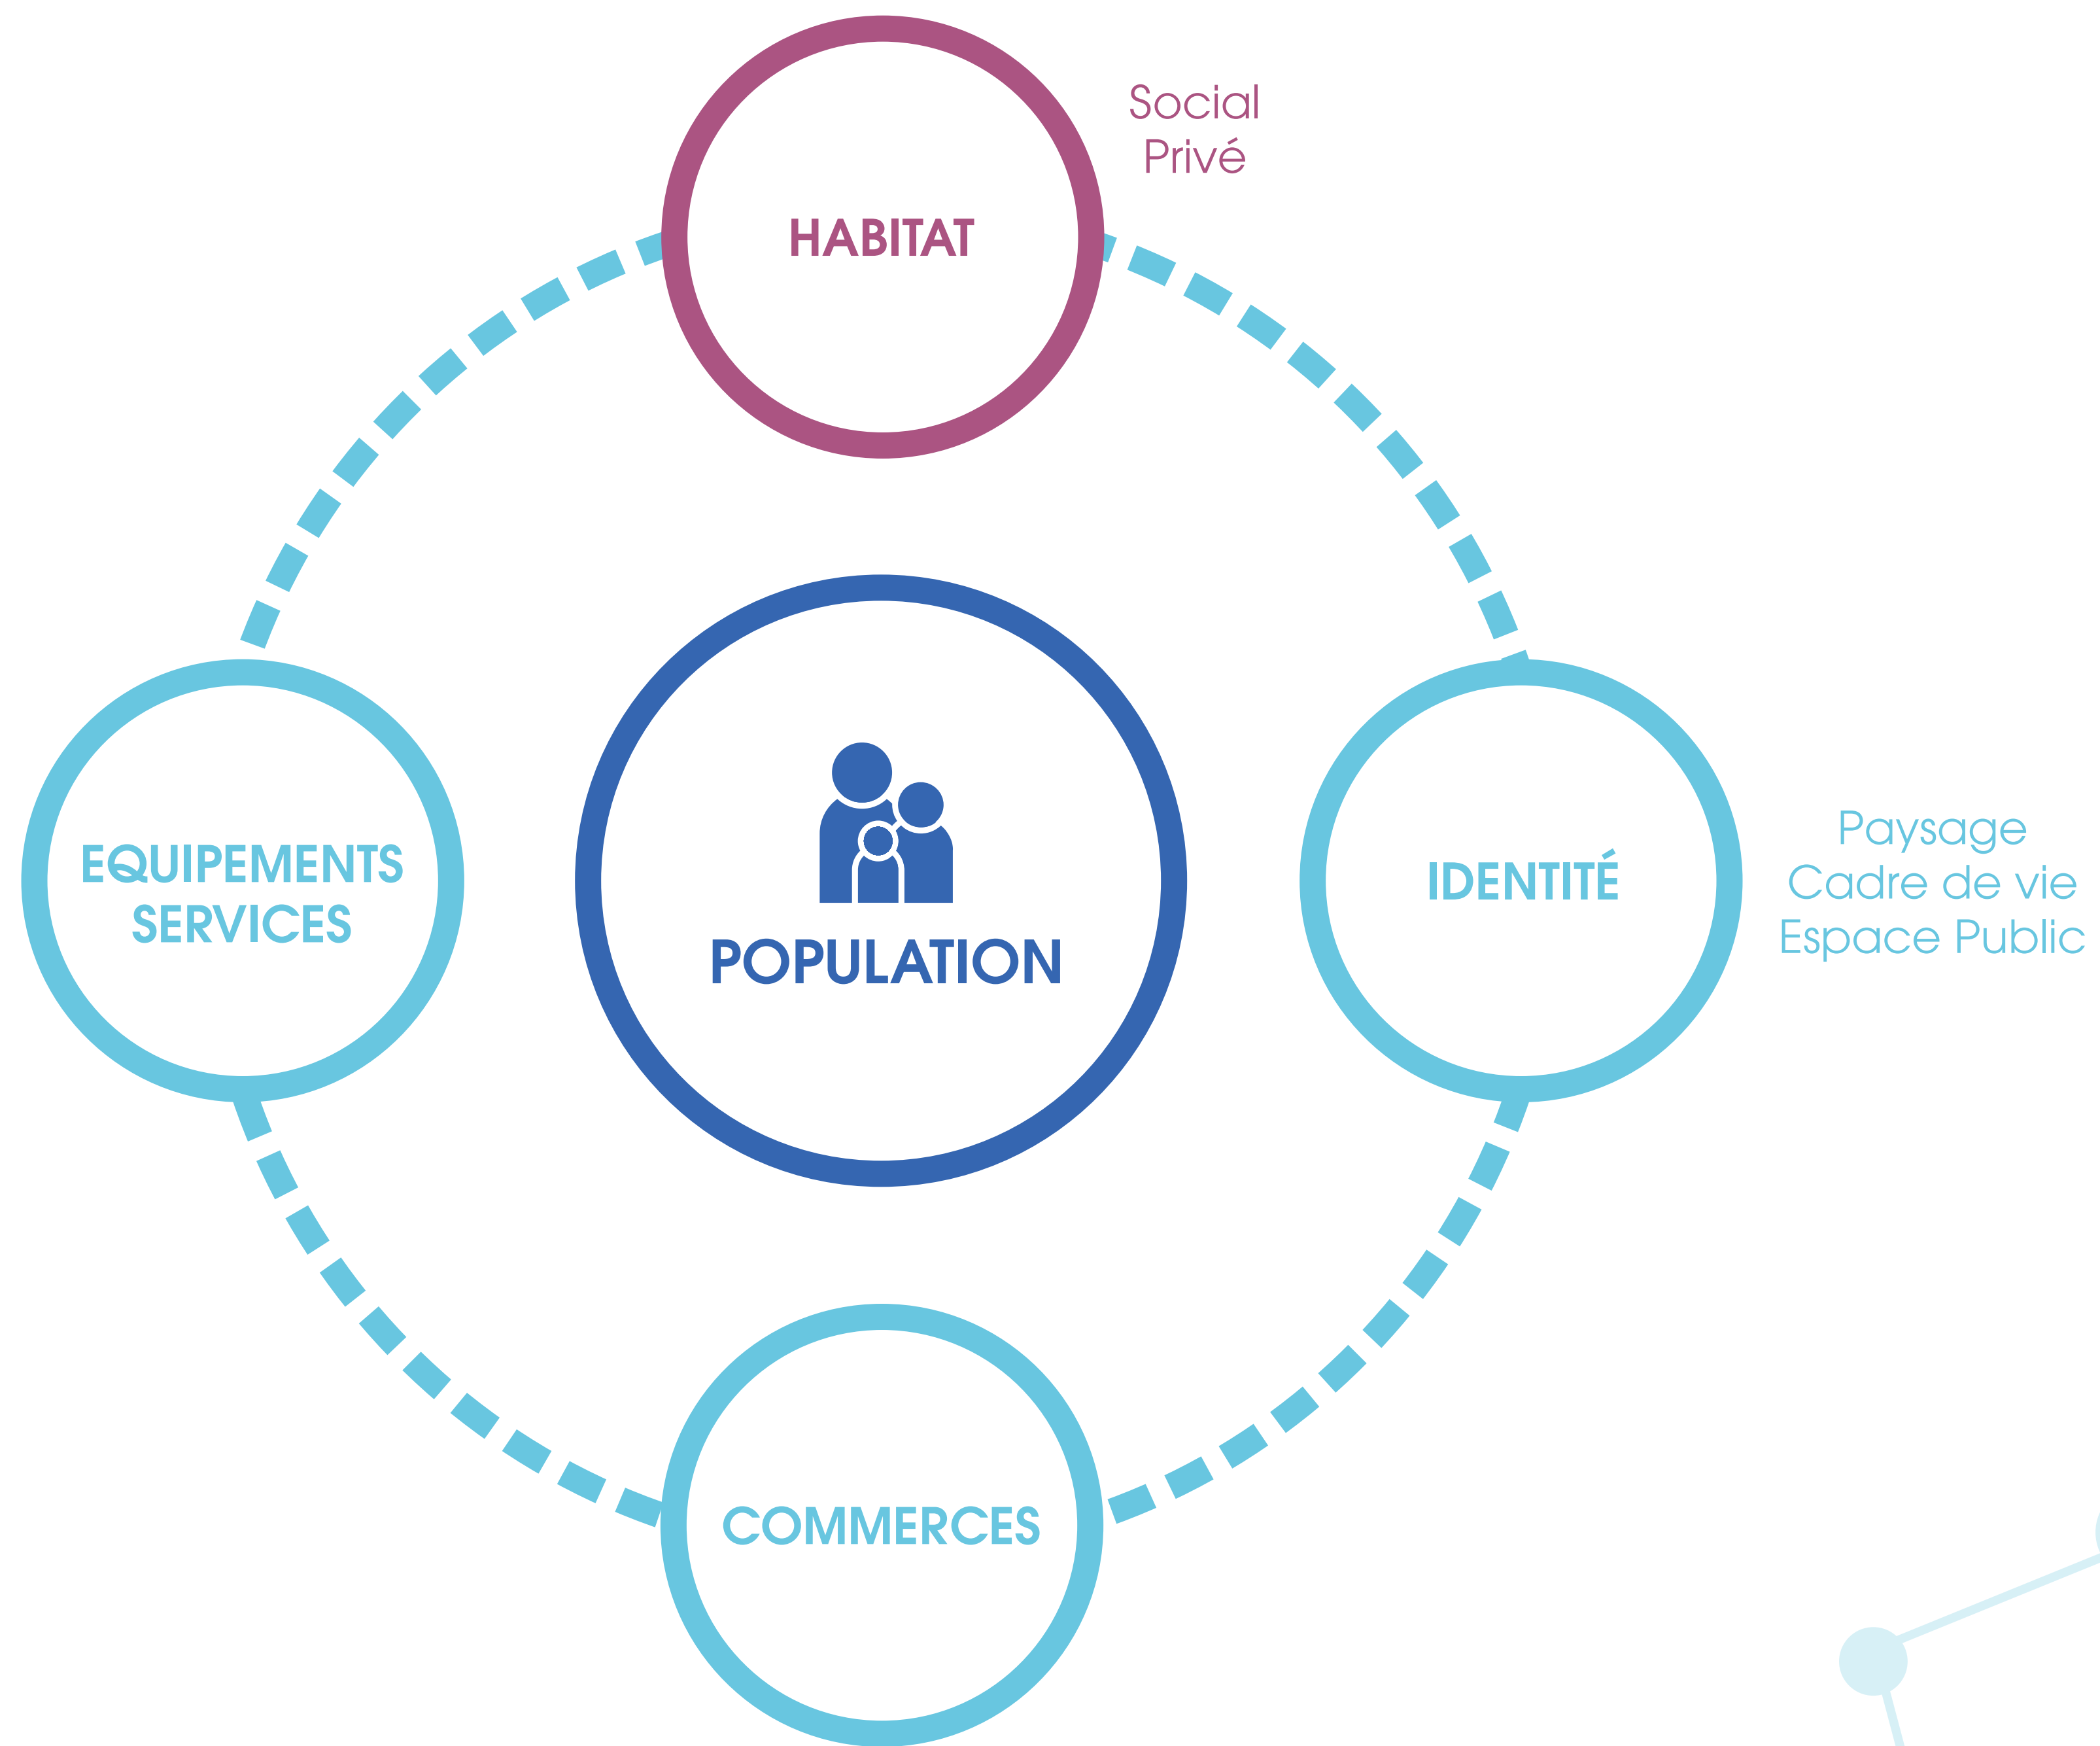 Social
Privé
HABITAT
EQUIPEMENTS
SERVICES
POPULATION
IDENTITÉ
Paysage
Cadre de vie
Espace Public
COMMERCES